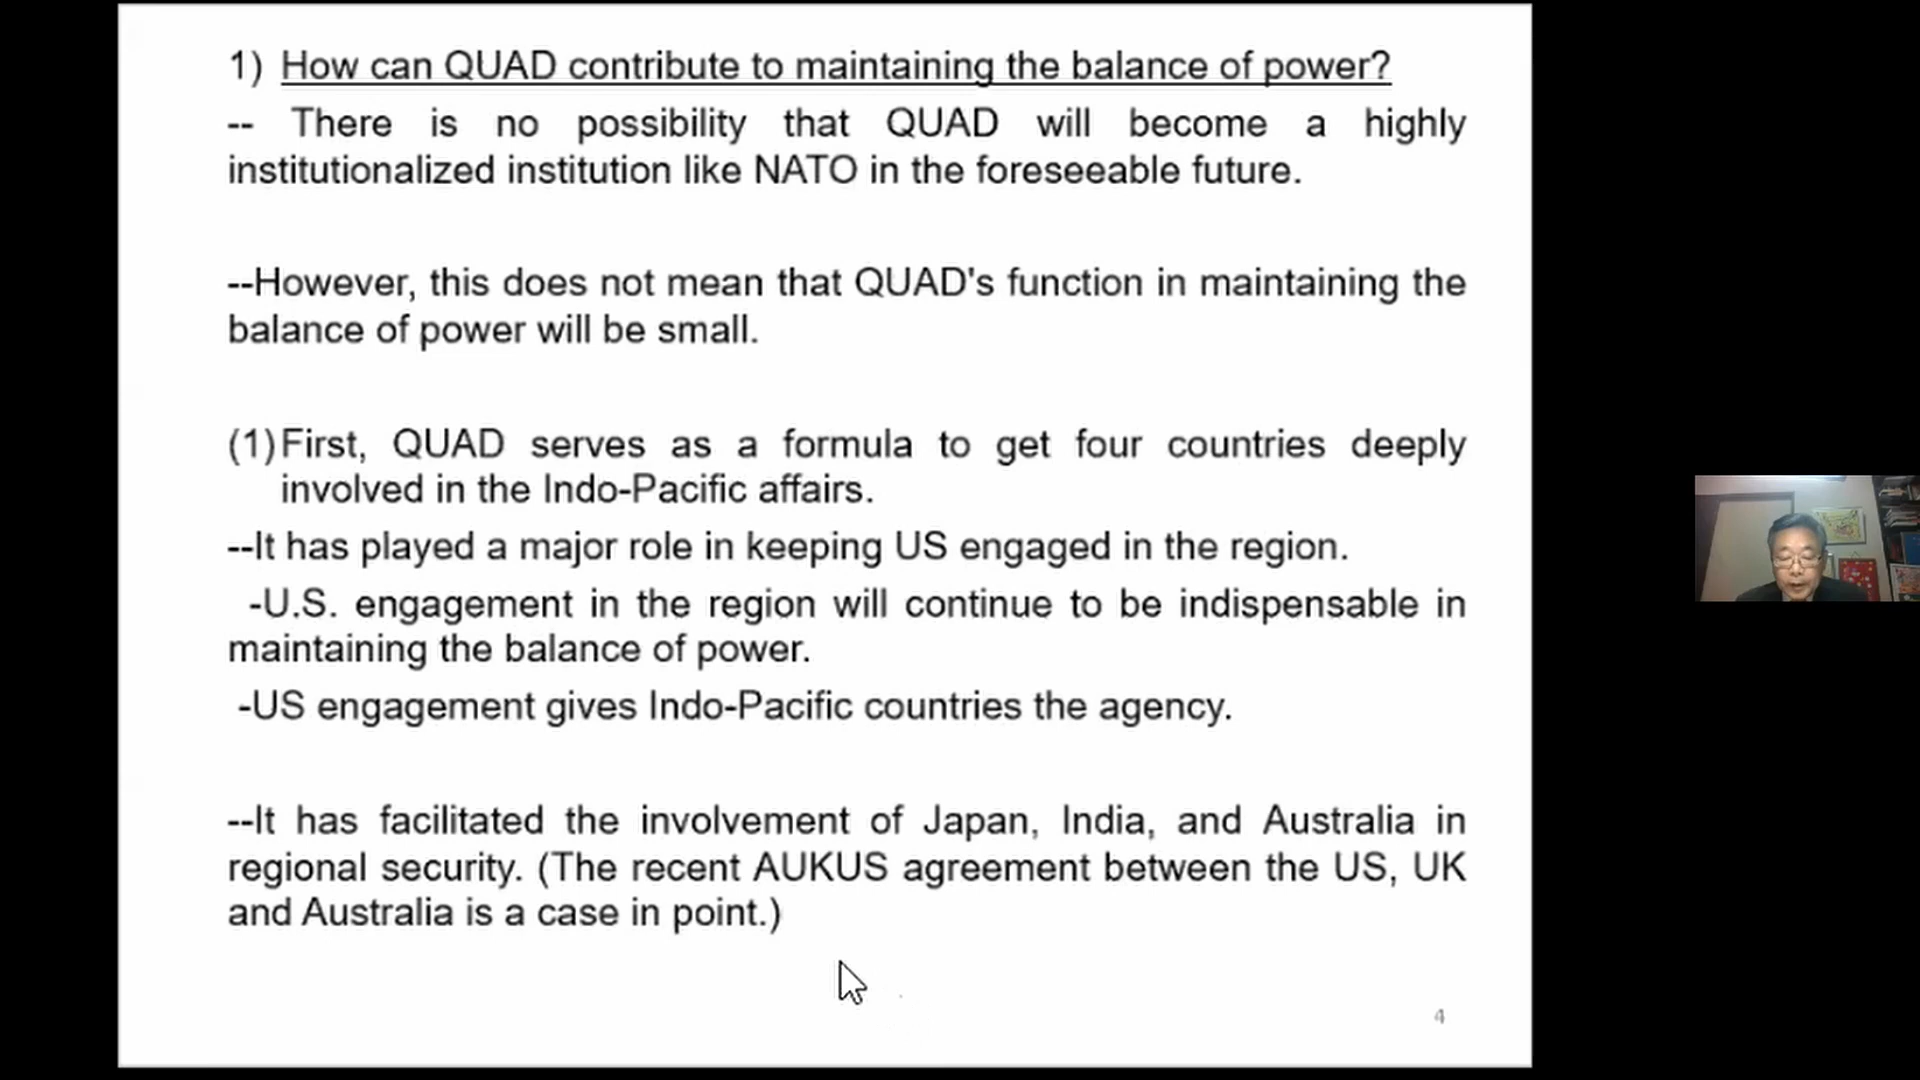 1) How can QUAD contribute to maintaining the balance of power?
-- There is no possibility that QUAD will become a highly
institutionalized institution like NATO in the foreseeable future.
--However, this does not mean that QUAD's function in maintaining the
balance of power will be small.
(1) First, QUAD serves as a formula to get four countries deeply
involved in the Indo-Pacific affairs.
--It has played a major role in keeping US engaged in the region.
-U.S. engagement in the region will continue to be indispensable in
maintaining the balance of power.
-US engagement gives Indo-Pacific countries the agency.
--It has facilitated the involvement of Japan, India, and Australia in
regional security. (The recent AUKUS agreement between the US, UK
and Australia is a case in point.)
4